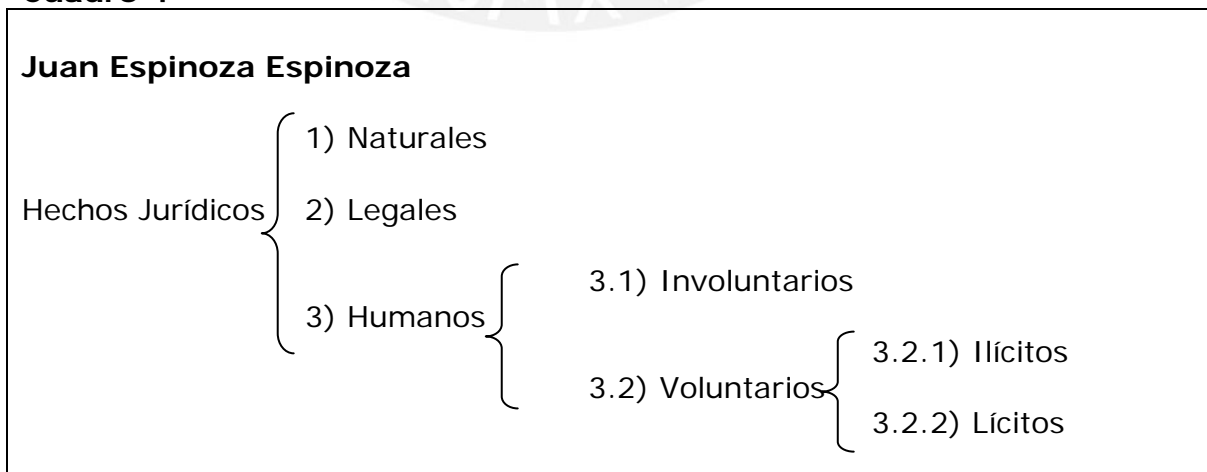 Juan Espinoza Espinoza
1) Naturales
Hechos Jurídicos
2) Legales
3) Humanos
3.1) Involuntarios
3.2) Voluntarios
3.2.1) Ilícitos
3.2.2) Lícitos